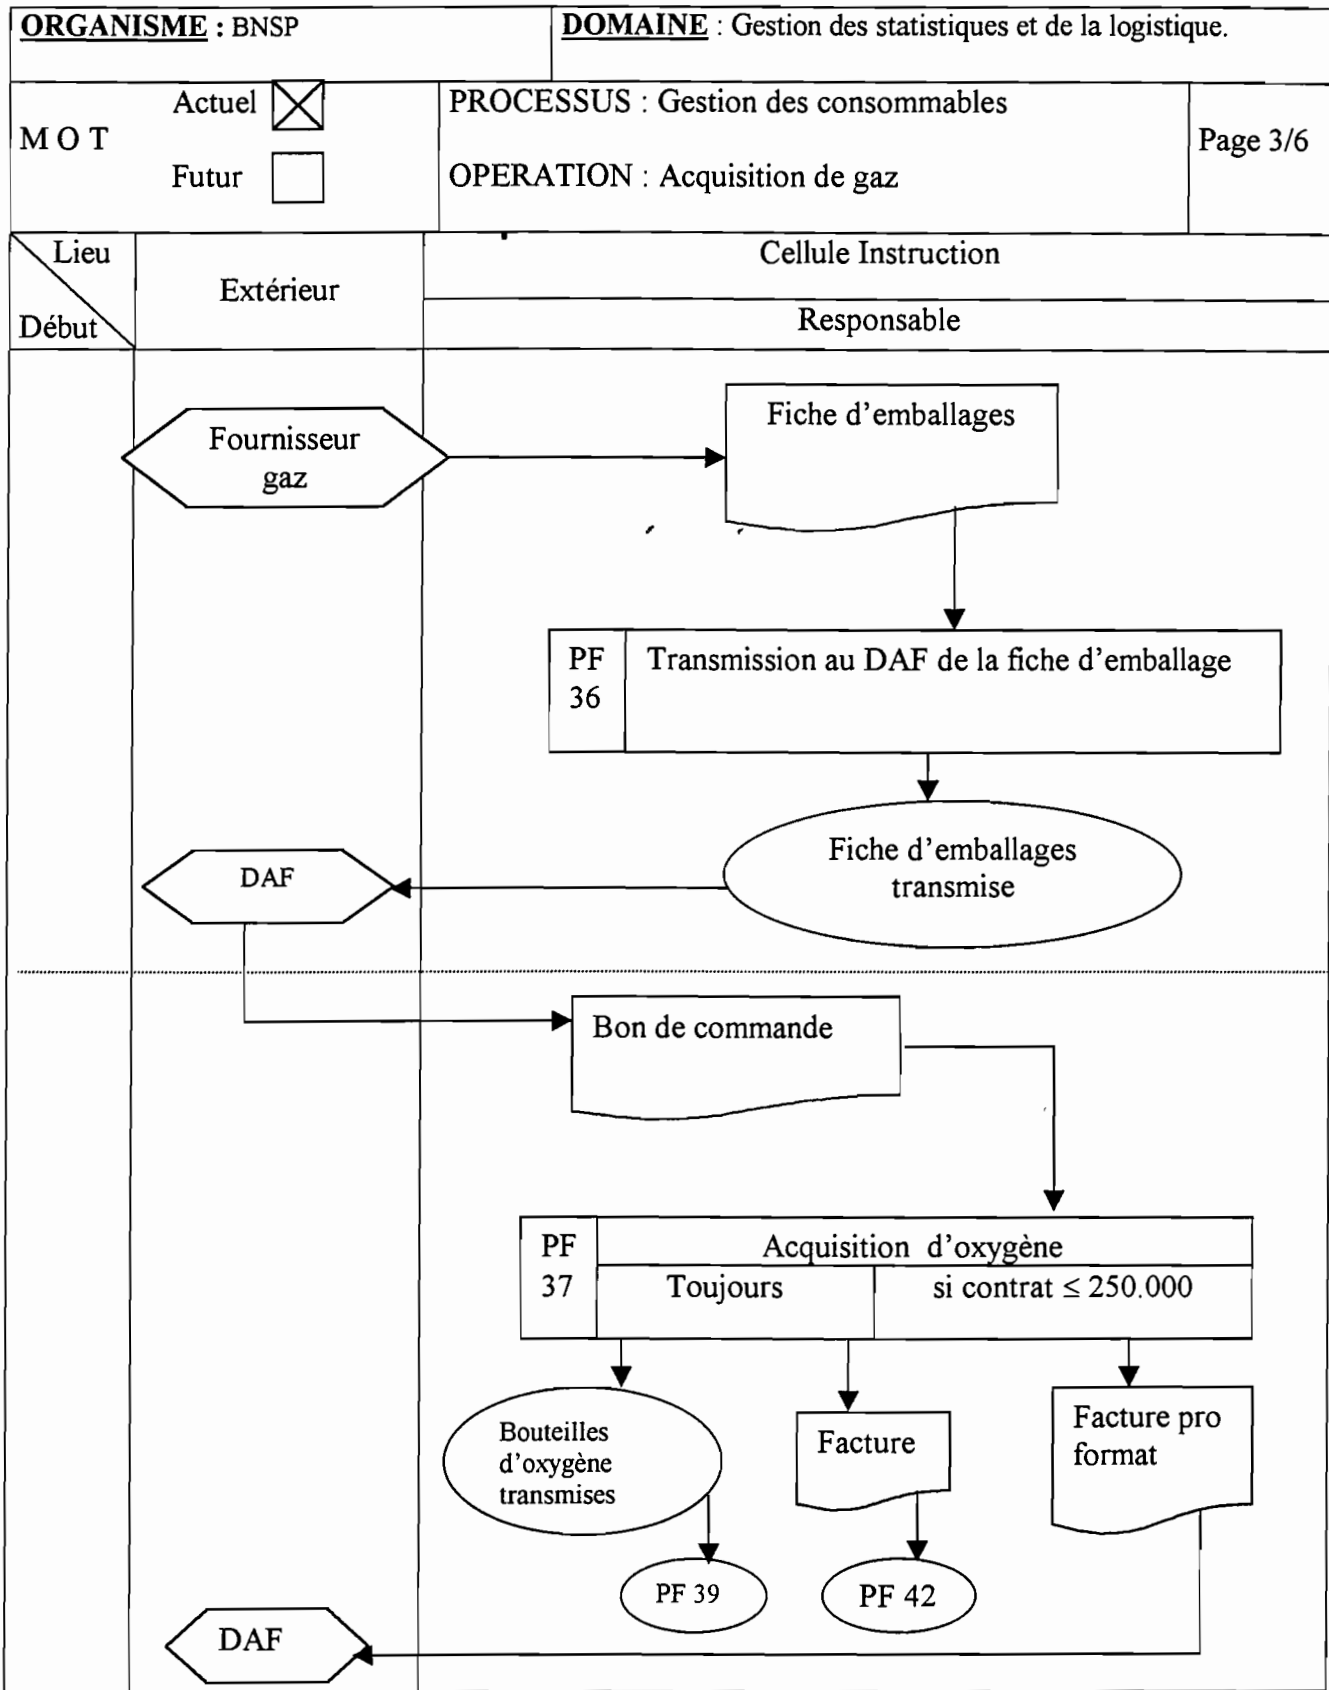 ORGANISME : BNSP
DOMAINE : Gestion des statistiques et de la logistique.
M O T
Actuel
Futur
PROCESSUS : Gestion des consommables
OPERATION : Acquisition de gaz
Page 3/6
Lieu
Début
Extérieur
Cellule Instruction
Responsable
Fournisseur
gaz
Fiche d'emballages
PF
36
Transmission au DAF de la fiche d'emballage
Fiche d'emballages
transmise
DAF
Bon de commande
PF
37
Acquisition d'oxygène
Toujours
si contrat ≤ 250.000
Bouteilles
d'oxygène
transmises
Facture
Facture pro
format
PF 39
PF 42
DAF